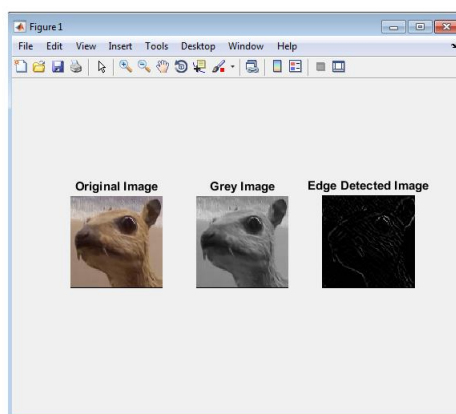 Figure 1
File Edit View Insert Tools Desktop Window Help
Original Image Grey Image Edge Detected Image